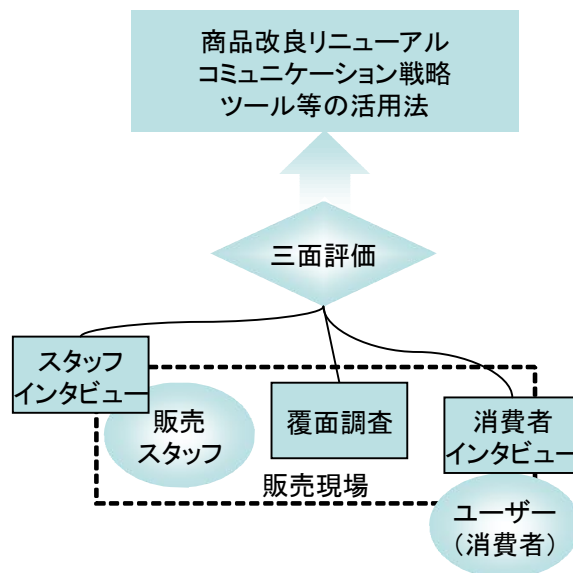 商品改良リニューアル
コミュニケーション戦略
ツール等の活用法
三面評価
スタッフ
インタビュー
販売
スタッフ
覆面調査
消費者
インタビュー
販売現場
ユーザー
（消費者）